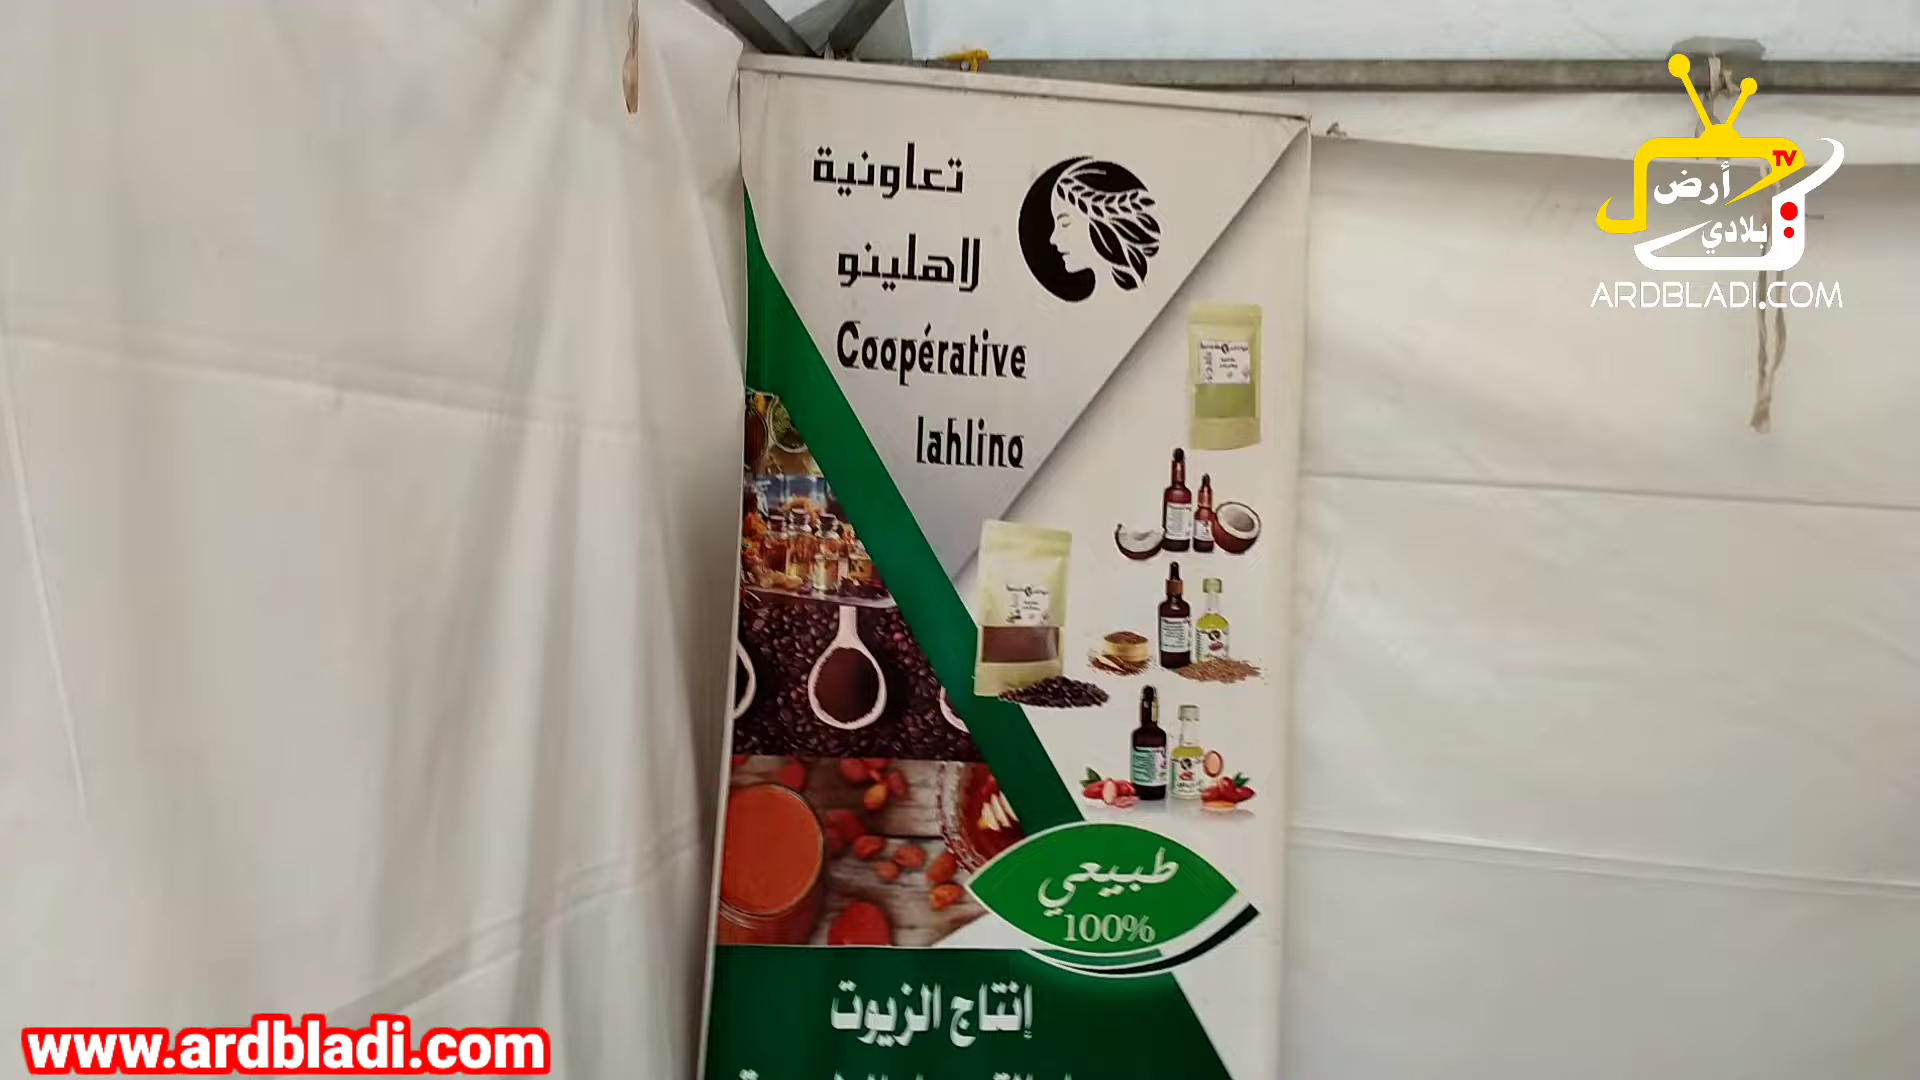 تعاونية
لاهلينو
Coopérative
lahlino
طبيعي
100%
إنتاج الزيوت
TV
أرض
بلادي
ARDBLADI.COM
www.ardbladi.com